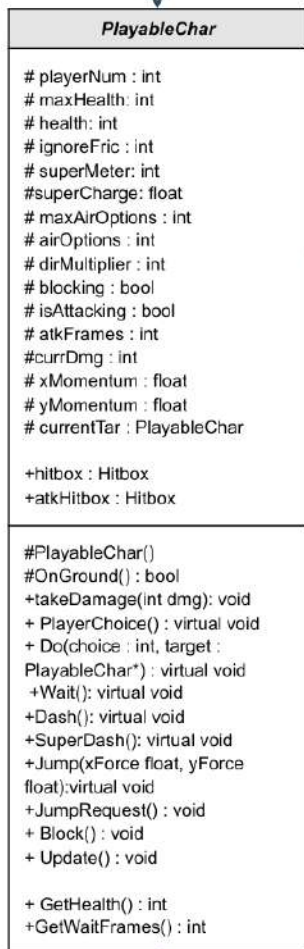 PlayableChar
# playerNum : int
# maxHealth: int
# health: int
# ignoreFric : int
# superMeter: int
#superCharge: float
# maxAirOptions : int
# airOptions : int
# dirMultiplier : int
# blocking : bool
# isAttacking : bool
# atkFrames : int
#currDmg : int
# xMomentum : float
# yMomentum : float
# currentTar : PlayableChar
+hitbox : Hitbox
+atkHitbox : Hitbox
#PlayableChar()
#OnGround() : bool
+takeDamage(int dmg): void
+ PlayerChoice() : virtual void
+ Do(choice : int, target :
PlayableChar*) : virtual void
+Wait(): virtual void
+Dash(): virtual void
+SuperDash(): virtual void
+Jump(xForce float, yForce
float):virtual void
+JumpRequest() : void
+ Block() : void
+ Update() : void
+ GetHealth() : int
+GetWaitFrames() : int